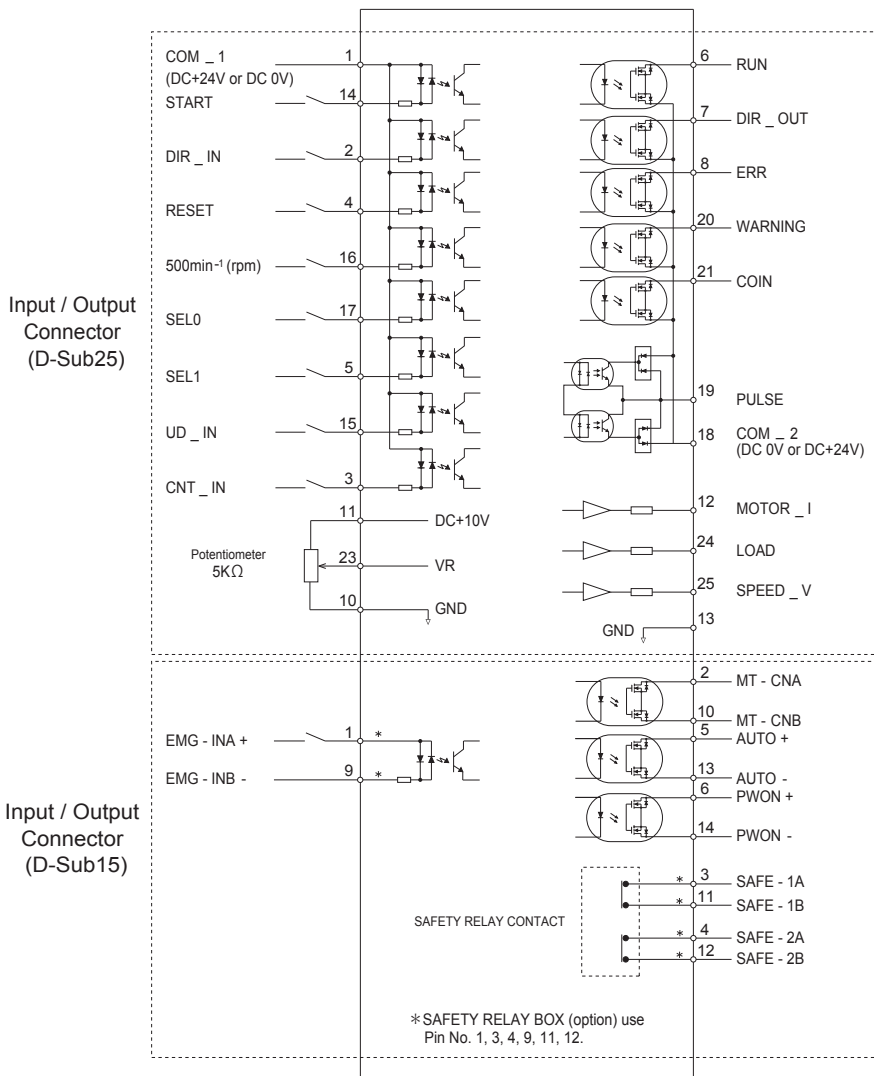 Input / Output
Connector
(D-Sub25)
COM _ 1
(DC+24V or DC 0V)
1
START
14
DIR _ IN
2
RESET
4
500min⁻¹ (rpm)
16
SEL0
17
SEL1
5
UD _ IN
15
CNT _ IN
3
11
DC+10V
Potentiometer
5KΩ
23
VR
10
GND
6
RUN
7
DIR _ OUT
8
ERR
20
WARNING
21
COIN
19
PULSE
18
COM _ 2
(DC 0V or DC+24V)
12
MOTOR _ I
24
LOAD
25
SPEED _ V
13
GND
Input / Output
Connector
(D-Sub15)
EMG - INA +
1 *
EMG - INB -
9 *
2
MT - CNA
10
MT - CNB
5
AUTO +
13
AUTO -
6
PWON +
14
PWON -
SAFETY RELAY CONTACT
* 3
SAFE - 1A
* 11
SAFE - 1B
* 4
SAFE - 2A
* 12
SAFE - 2B
*SAFETY RELAY BOX (option) use
Pin No. 1, 3, 4, 9, 11, 12.